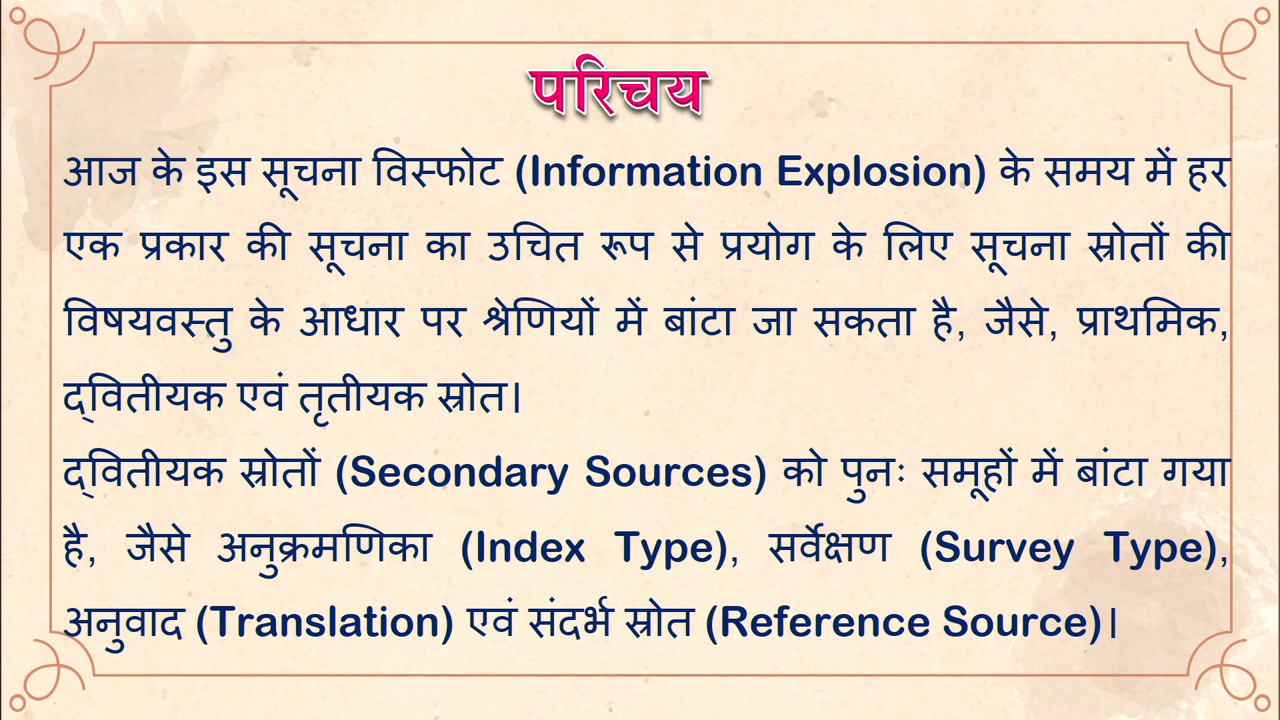 परिचय
आज के इस सूचना विस्फोट (Information Explosion) के समय में हर
एक प्रकार की सूचना का उचित रूप से प्रयोग के लिए सूचना स्रोतों की
विषयवस्तु के आधार पर श्रेणियों में बांटा जा सकता है, जैसे, प्राथमिक,
द्वितीयक एवं तृतीयक स्रोत।
द्वितीयक स्रोतों (Secondary Sources) को पुनः समूहों में बांटा गया
है, जैसे अनुक्रमणिका (Index Type), सर्वेक्षण (Survey Type),
अनुवाद (Translation) एवं संदर्भ स्रोत (Reference Source)।